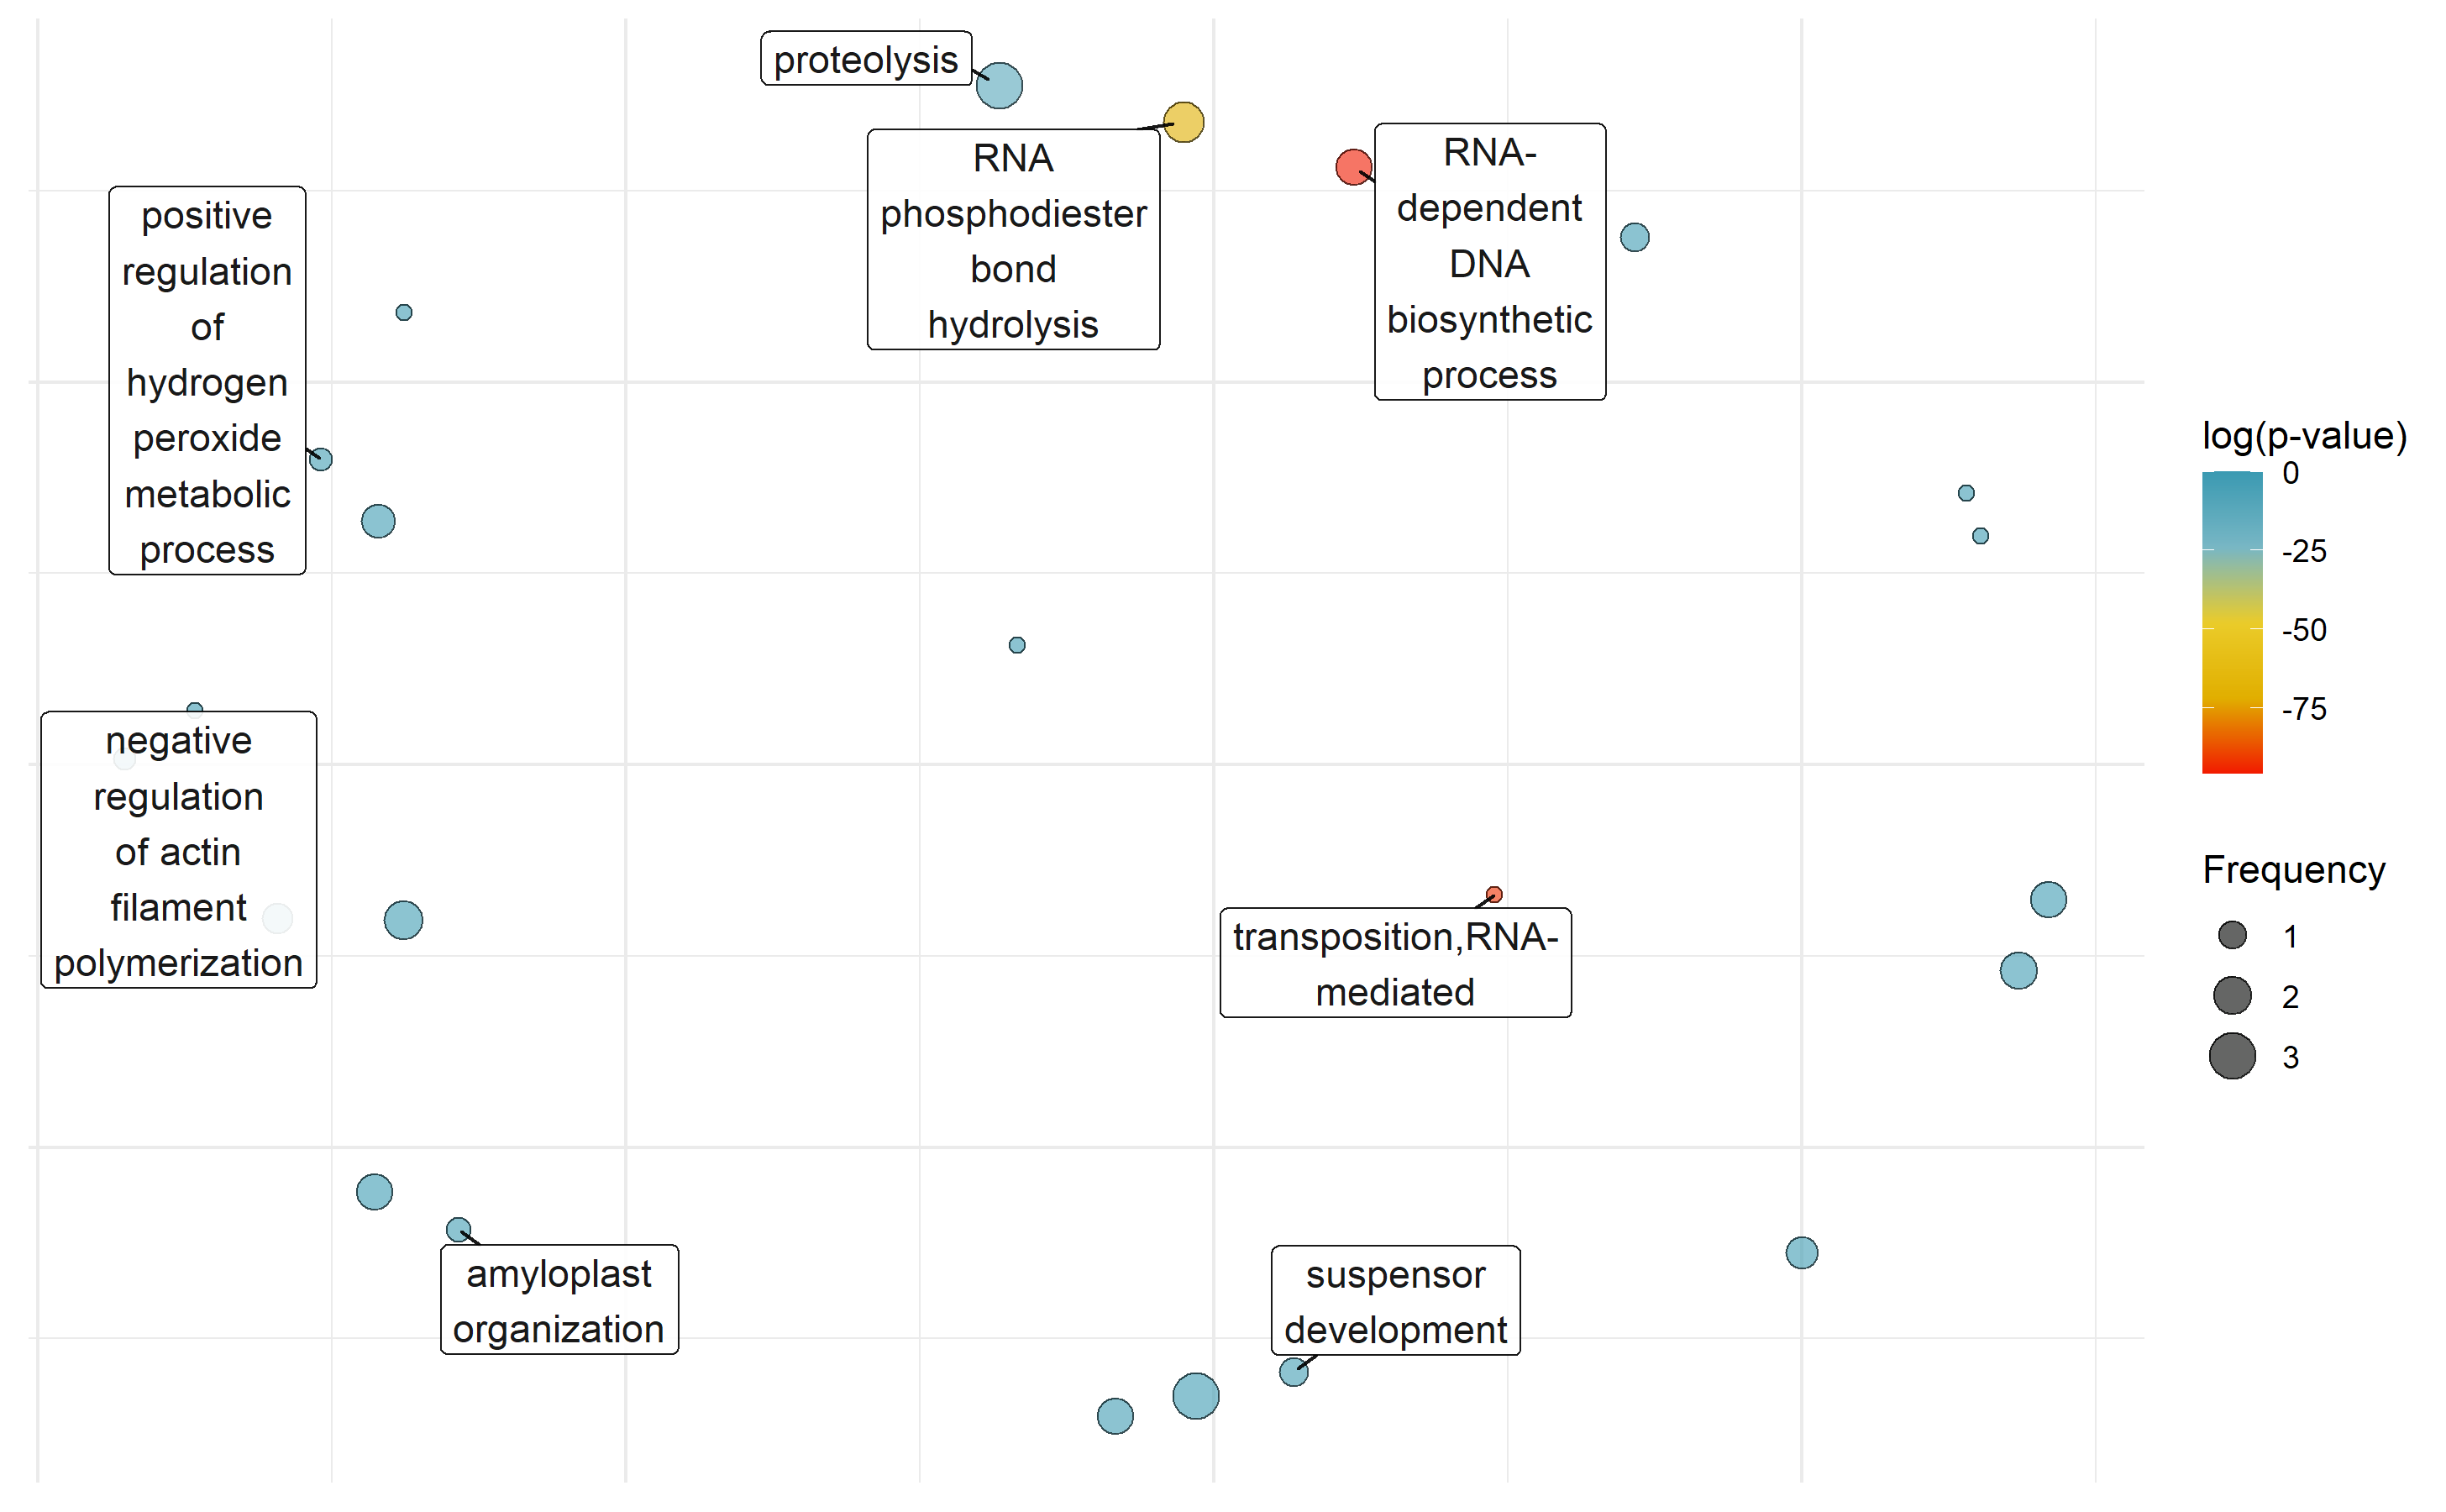 proteolysis
RNA
phosphodiester
bond
hydrolysis
RNA-
dependent
DNA
biosynthetic
process
positive
regulation
of
hydrogen
peroxide
metabolic
process
negative
regulation
of actin
filament
polymerization
transposition,RNA-
mediated
amyloplast
organization
suspensor
development
log(p-value)
0
-25
-50
-75
Frequency
1
2
3